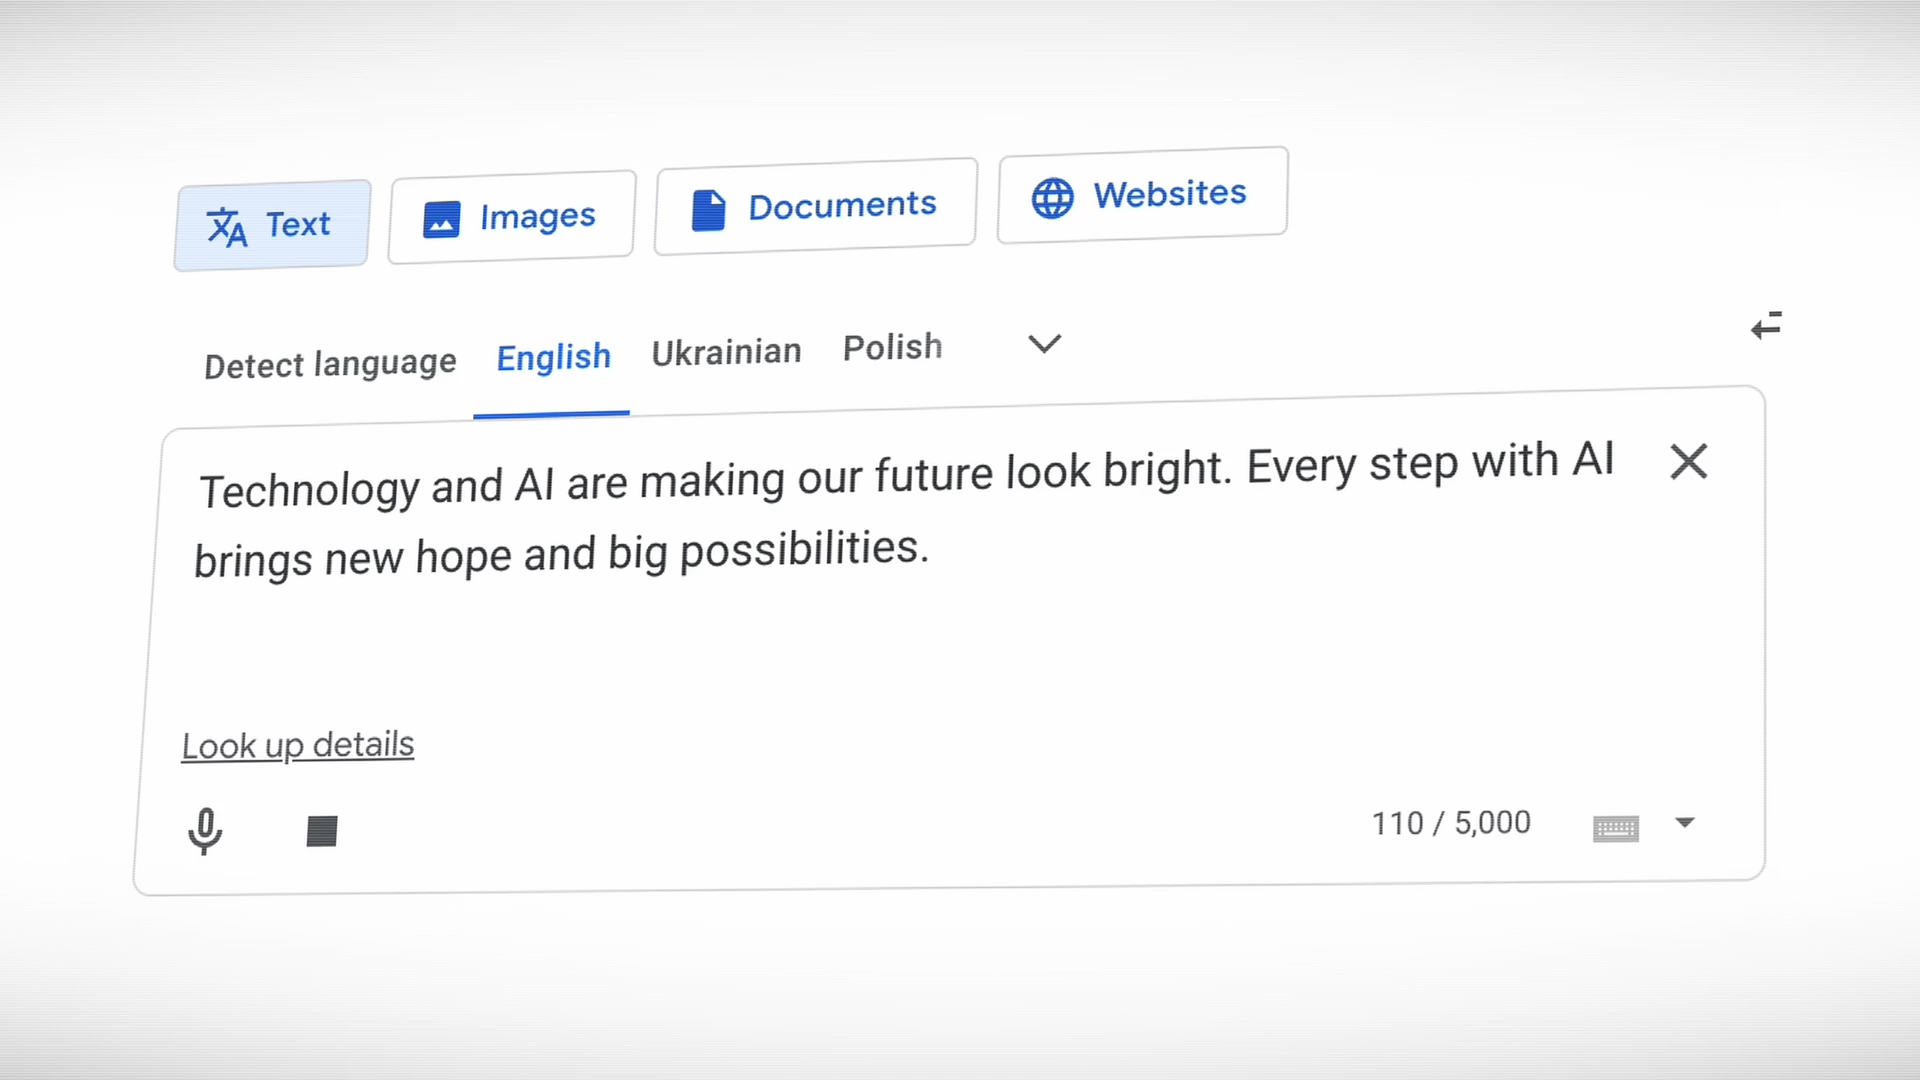 Text Images Documents Websites
Detect language English Ukrainian Polish
Technology and AI are making our future look bright. Every step with AI
brings new hope and big possibilities.
Look up details
110 / 5,000